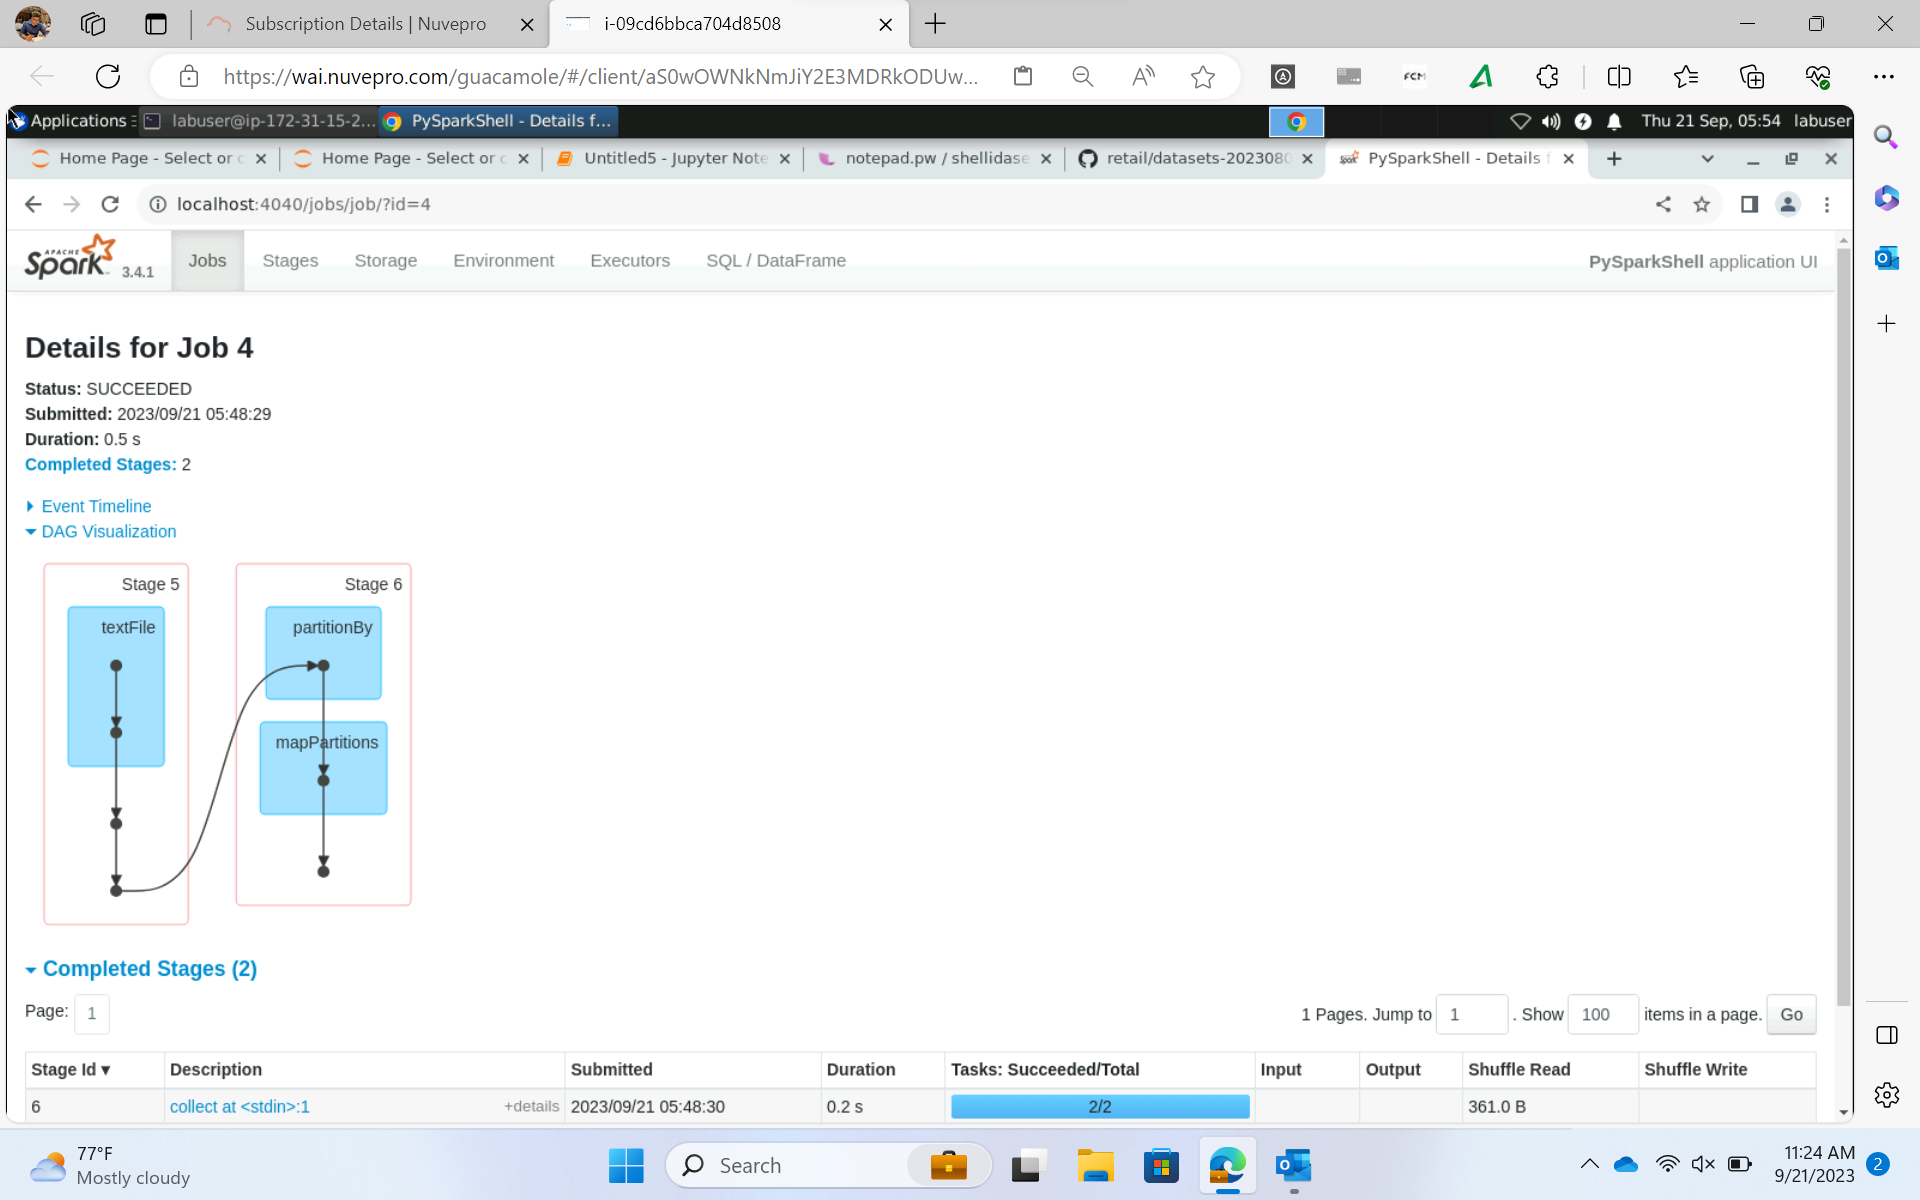 Subscription Details | Nuvepro
i-09cd6bbca704d8508
https://wai.nuvepro.com/guacamole/#/client/aS0wOWNkNmJiY2E3MDRkODUw...
FCM
Applications
labuser@ip-172-31-15-2...
PySparkShell - Details f...
Thu 21 Sep, 05:54 labuser
Home Page - Select or c
Home Page - Select or c
Untitled5 - Jupyter Note
notepad.pw / shellidase
retail/datasets-2023080
PySparkShell - Details f
localhost:4040/jobs/job/?id=4
APACHE Spark 3.4.1
Jobs Stages Storage Environment Executors SQL / DataFrame
PySparkShell application UI
Details for Job 4
Status: SUCCEEDED
Submitted: 2023/09/21 05:48:29
Duration: 0.5 s
Completed Stages: 2
Event Timeline
DAG Visualization
Stage 5
textFile
Stage 6
partitionBy
mapPartitions
Completed Stages (2)
Page: 1
1 Pages. Jump to 1 . Show 100 items in a page. Go
Stage Id ▾ Description Submitted Duration Tasks: Succeeded/Total Input Output Shuffle Read Shuffle Write
6 collect at <stdin>:1 +details 2023/09/21 05:48:30 0.2 s 2/2 361.0 B
77°F
Mostly cloudy
Search
11:24 AM
9/21/2023
2